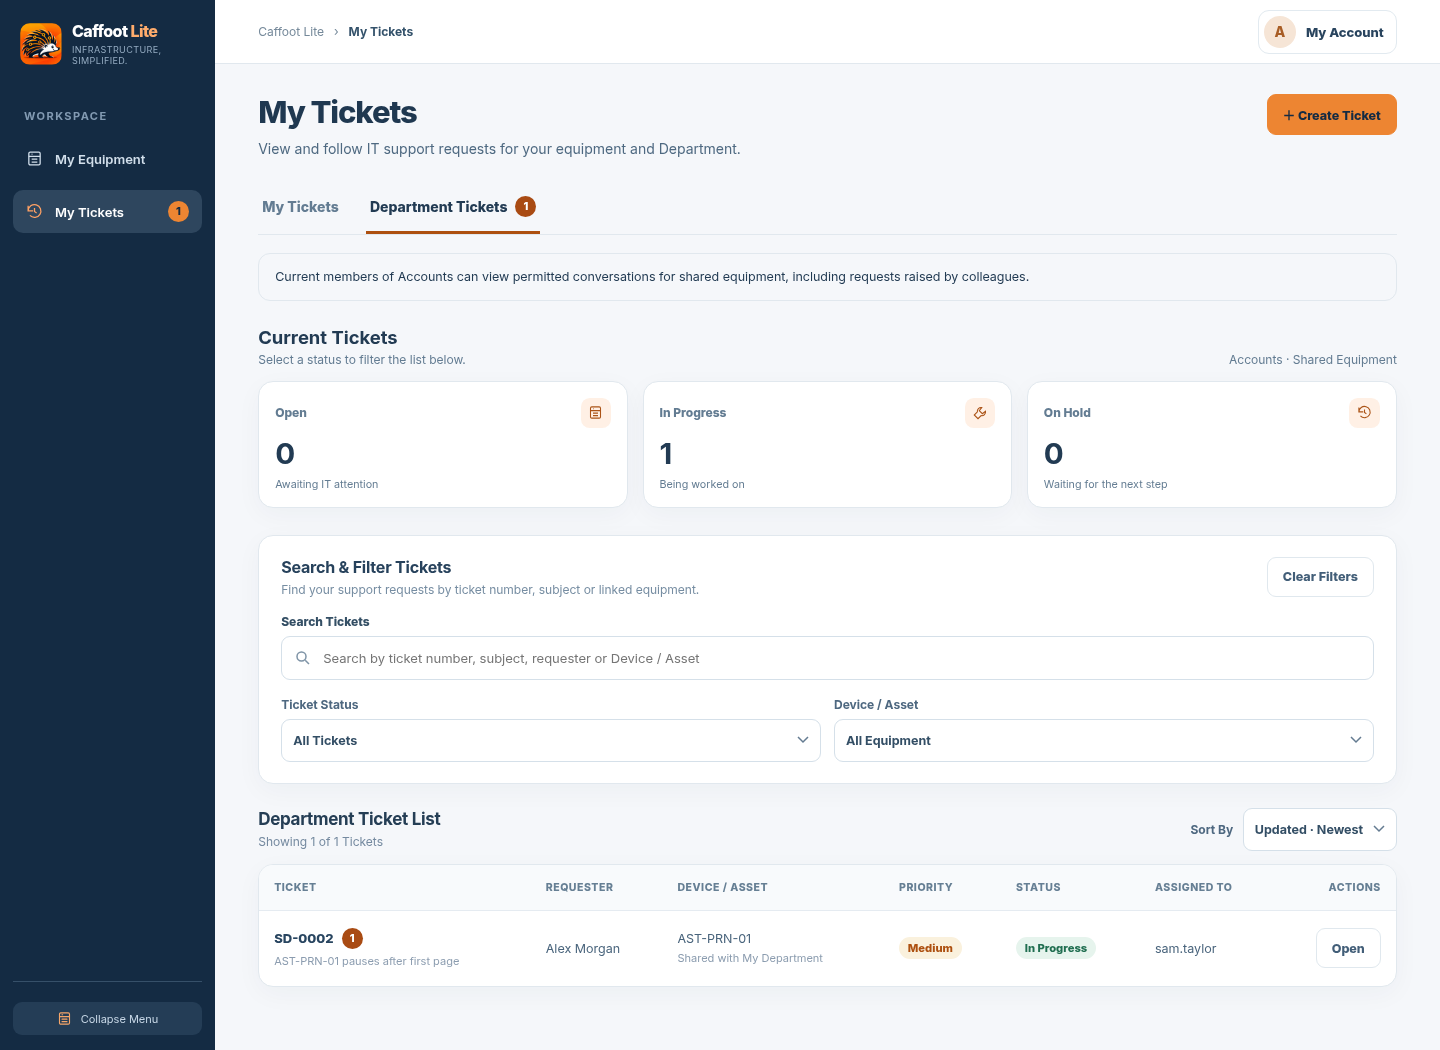 Caffoot Lite
INFRASTRUCTURE,
SIMPLIFIED.
WORKSPACE
My Equipment
My Tickets 1
Collapse Menu
Caffoot Lite › My Tickets
A My Account
My Tickets
+ Create Ticket
View and follow IT support requests for your equipment and Department.
My Tickets Department Tickets 1
Current members of Accounts can view permitted conversations for shared equipment, including requests raised by colleagues.
Current Tickets
Select a status to filter the list below.
Accounts · Shared Equipment
Open
0
Awaiting IT attention
In Progress
1
Being worked on
On Hold
0
Waiting for the next step
Search & Filter Tickets
Find your support requests by ticket number, subject or linked equipment.
Clear Filters
Search Tickets
Search by ticket number, subject, requester or Device / Asset
Ticket Status
All Tickets
Device / Asset
All Equipment
Department Ticket List
Showing 1 of 1 Tickets
Sort By Updated · Newest
TICKET REQUESTER DEVICE / ASSET PRIORITY STATUS ASSIGNED TO ACTIONS
SD-0002 1
AST-PRN-01 pauses after first page
Alex Morgan
AST-PRN-01
Shared with My Department
Medium
In Progress
sam.taylor
Open